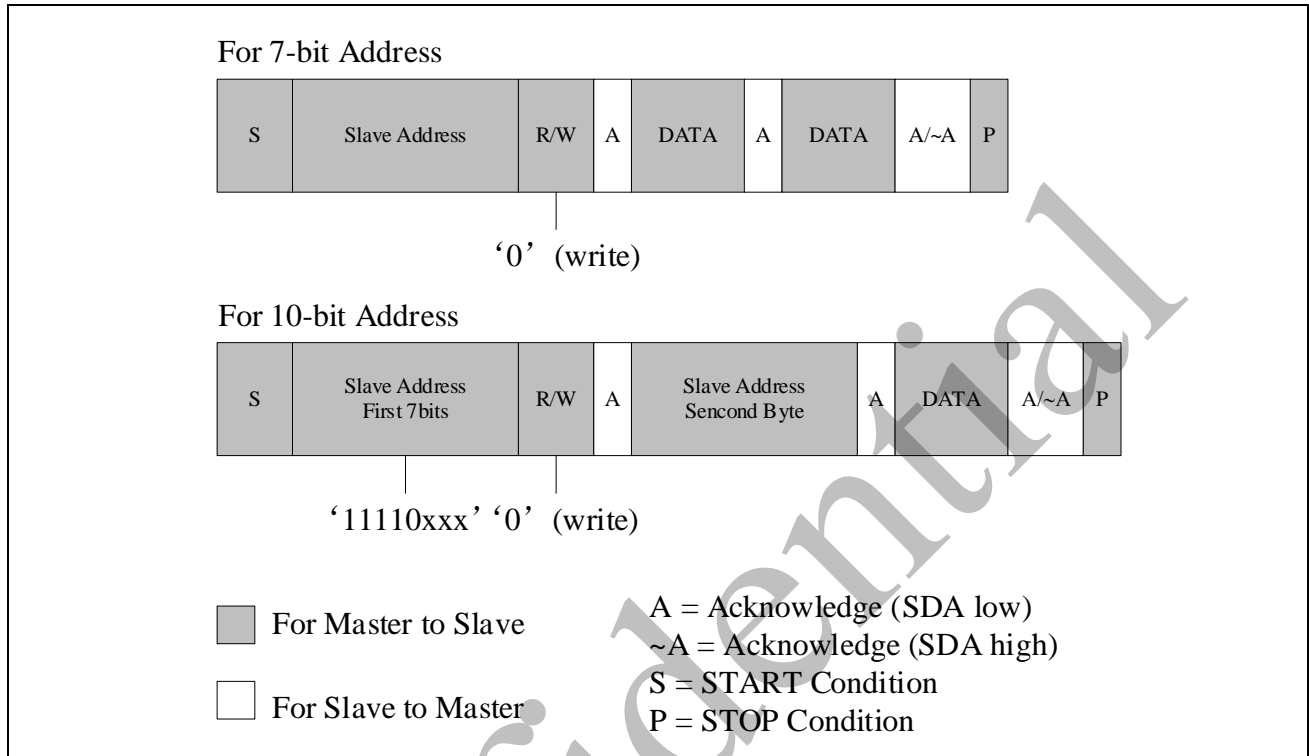 For 7-bit Address
S Slave Address R/W A DATA A DATA A/~A P
‘0’ (write)
For 10-bit Address
S Slave Address First 7bits R/W A Slave Address Sencond Byte A DATA A/~A P
‘11110xxx’ ‘0’ (write)
For Master to Slave
For Slave to Master
A = Acknowledge (SDA low)
~A = Acknowledge (SDA high)
S = START Condition
P = STOP Condition
fidential